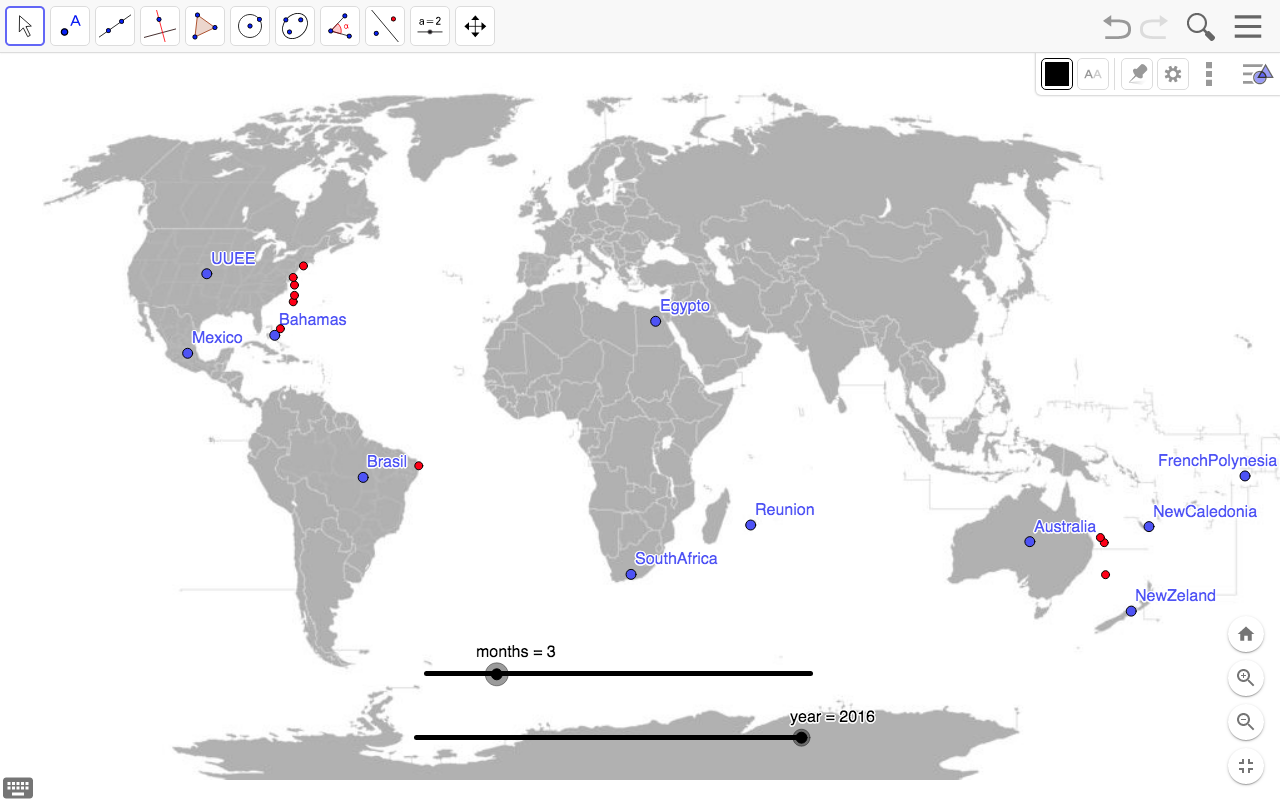 A
α
a = 2
AA
UUEE
Egypto
Bahamas
Mexico
Brasil
FrenchPolynesia
Reunion
NewCaledonia
Australia
SouthAfrica
NewZeland
months = 3
year = 2016